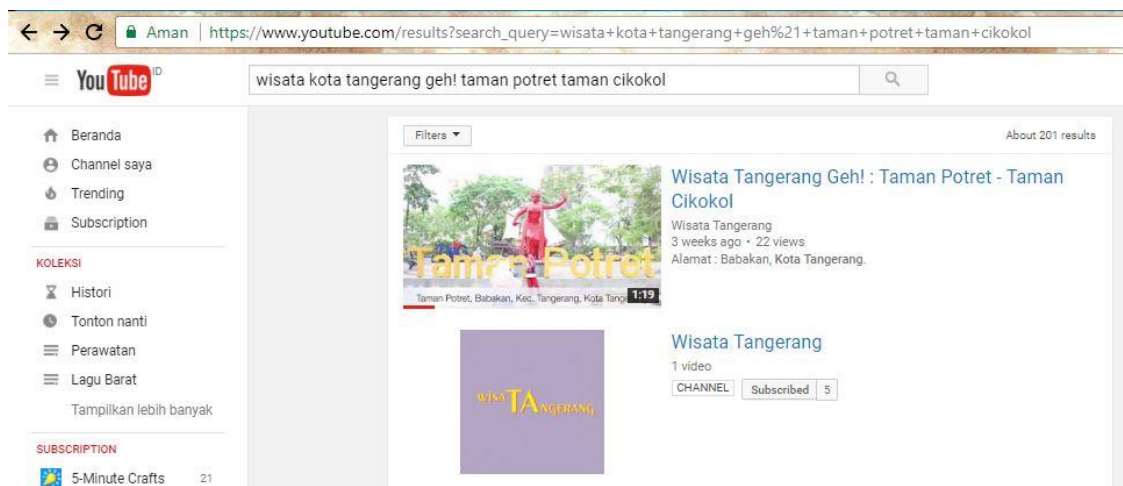 Aman | https://www.youtube.com/results?search_query=wisata+kota+tangerang+geh%21+taman+potret+taman+cikokol
YouTube ID
wisata kota tangerang geh! taman potret taman cikokol
Beranda
Channel saya
Trending
Subscription
KOLEKSI
Histori
Tonton nanti
Perawatan
Lagu Barat
Tampilkan lebih banyak
SUBSCRIPTION
5-Minute Crafts 21
Filters
About 201 results
Taman Potret
Taman Potret, Babakan, Kec. Tangerang, Kota Tange
1:19
Wisata Tangerang Geh! : Taman Potret - Taman
Cikokol
Wisata Tangerang
3 weeks ago • 22 views
Alamat : Babakan, Kota Tangerang.
WISATANGERANG
Wisata Tangerang
1 video
CHANNEL Subscribed 5